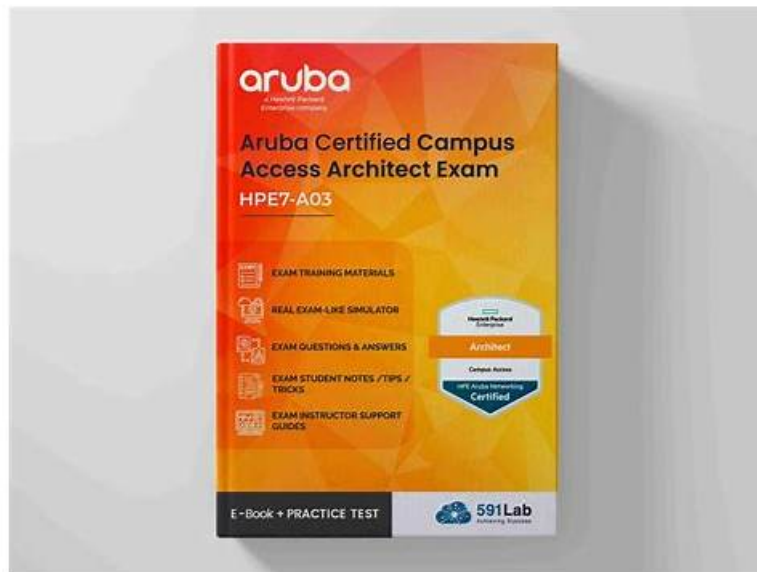 aruba
a Hewlett Packard
Enterprise company
Aruba Certified Campus
Access Architect Exam
HPE7-A03
EXAM TRAINING MATERIALS
REAL EXAM-LIKE SIMULATOR
EXAM QUESTIONS & ANSWERS
EXAM STUDENT NOTES /TIPS /
TRICKS
EXAM INSTRUCTOR SUPPORT
GUIDES
Hewlett Packard
Enterprise
Architect
Campus Access
HPE Aruba Networking
Certified
E-Book + PRACTICE TEST
591Lab
Achieving Success